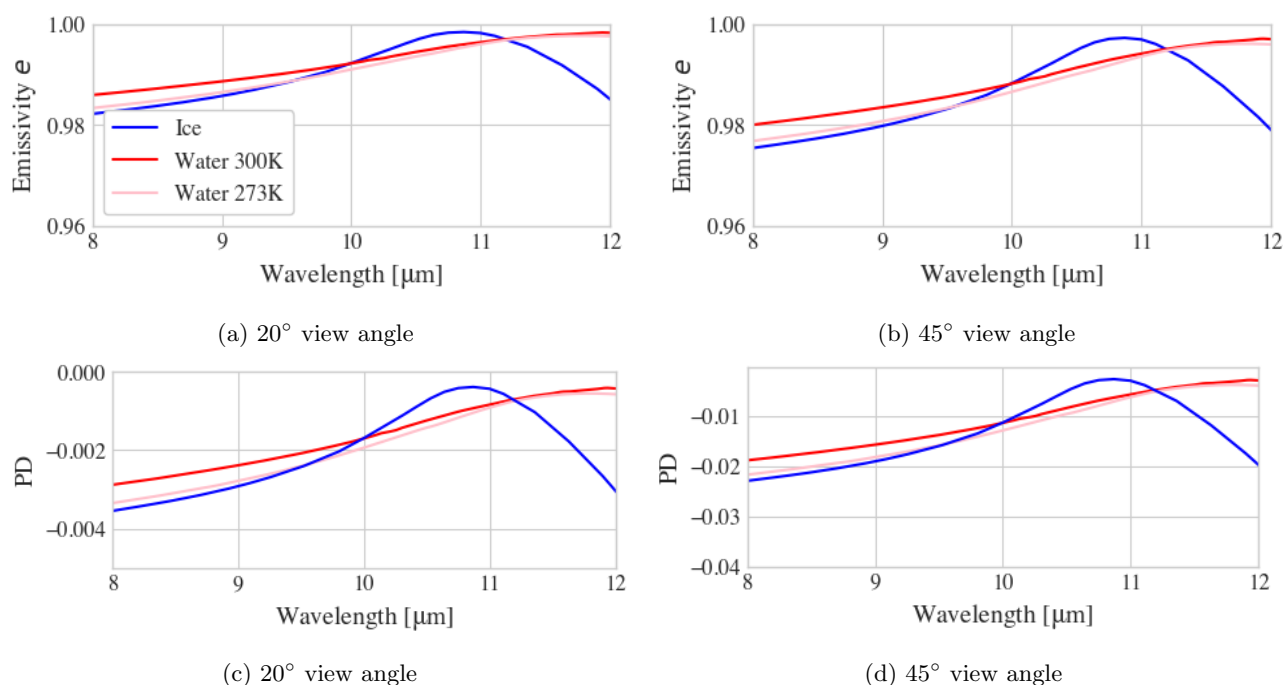 1.00
0.98
0.96
Emissivity e
Ice
Water 300K
Water 273K
8 9 10 11 12
Wavelength [μm]
(a) 20° view angle
1.00
0.98
0.96
Emissivity e
8 9 10 11 12
Wavelength [μm]
(b) 45° view angle
0.000
−0.002
−0.004
PD
8 9 10 11 12
Wavelength [μm]
(c) 20° view angle
−0.01
−0.02
−0.03
−0.04
PD
8 9 10 11 12
Wavelength [μm]
(d) 45° view angle